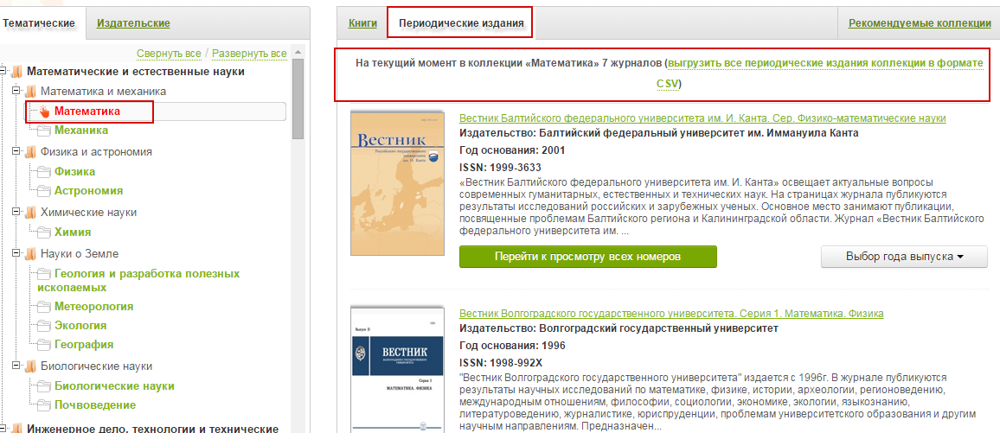 Тематические
Издательские
Свернуть все / Развернуть все
Математические и естественные науки
Математика и механика
Математика
Механика
Физика и астрономия
Физика
Астрономия
Химические науки
Химия
Науки о Земле
Геология и разработка полезных
ископаемых
Метеорология
Экология
География
Биологические науки
Биологические науки
Почвоведение
Инженерное дело, технологии и технические
Книги
Периодические издания
Рекомендуемые коллекции
На текущий момент в коллекции «Математика» 7 журналов (выгрузить все периодические издания коллекции в формате
CSV)
Вестник
Вестник Балтийского федерального университета им. И. Канта. Сер. Физико-математические науки
Издательство: Балтийский федеральный университет им. Иммануила Канта
Год основания: 2001
ISSN: 1999-3633
«Вестник Балтийского федерального университета им. И. Канта» освещает актуальные вопросы
современных гуманитарных, естественных и технических наук. На страницах журнала публикуются
результаты исследований российских и зарубежных ученых. Основное место занимают публикации,
посвященные проблемам Балтийского региона и Калининградской области. Журнал «Вестник Балтийского
федерального университета им. ...
Перейти к просмотру всех номеров
Выбор года выпуска
ВЕСТНИК
Серия 1
МАТЕМАТИКА. ФИЗИКА
Вестник Волгоградского государственного университета. Серия 1. Математика. Физика
Издательство: Волгоградский государственный университет
Год основания: 1996
ISSN: 1998-992X
"Вестник Волгоградского государственного университета" издается с 1996г. В журнале публикуются
результаты научных исследований по математике, физике, истории, археологии, регионоведению,
международным отношениям, философии, социологии, экономике, экологии, языкознанию,
литературоведению, журналистике, юриспруденции, проблемам университетского образования и другим
научным направлениям. Предназначен...